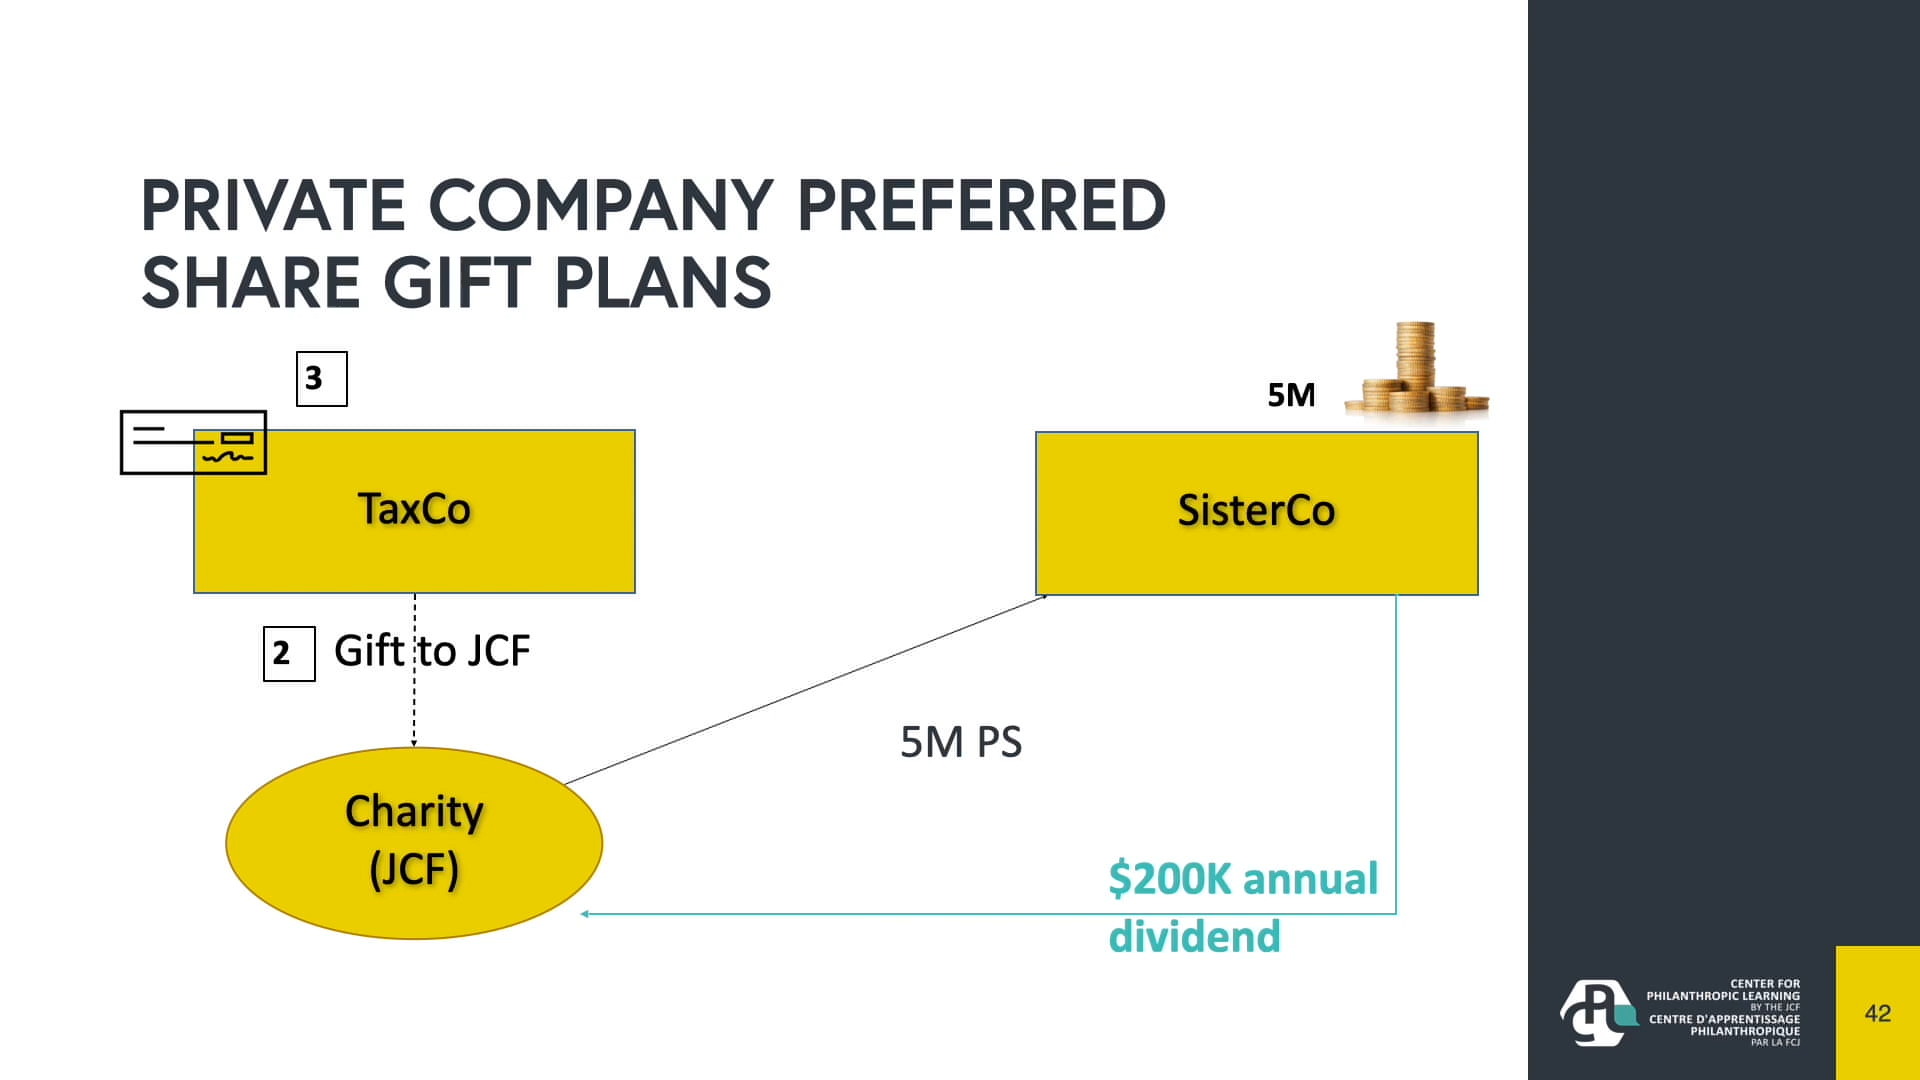 PRIVATE COMPANY PREFERRED
SHARE GIFT PLANS
3
5M
TaxCo
SisterCo
2
Gift to JCF
5M PS
Charity
(JCF)
$200K annual
dividend
CENTER FOR
PHILANTHROPIC LEARNING
BY THE JCF
CENTRE D'APPRENTISSAGE
PHILANTHROPIQUE
PAR LA FCJ
42